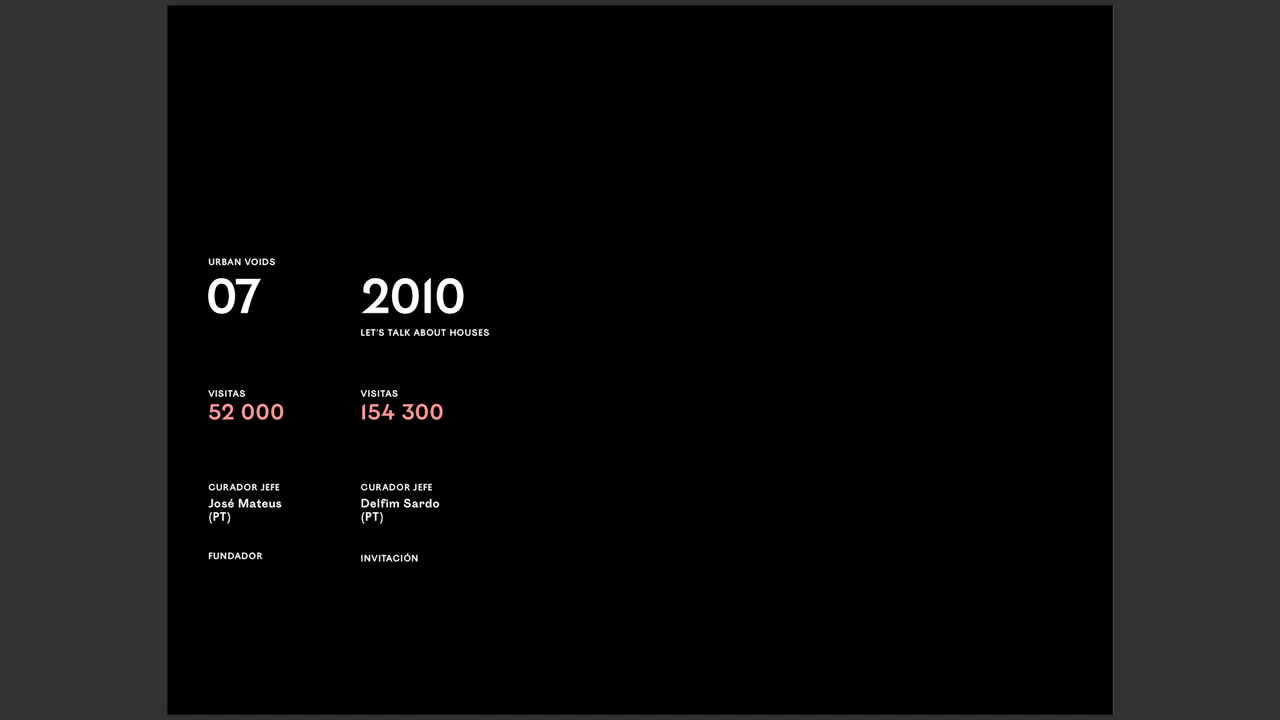 URBAN VOIDS
07
VISITAS
52 000
CURADOR JEFE
José Mateus
(PT)
FUNDADOR
2010
LET'S TALK ABOUT HOUSES
VISITAS
154 300
CURADOR JEFE
Delfim Sardo
(PT)
INVITACIÓN